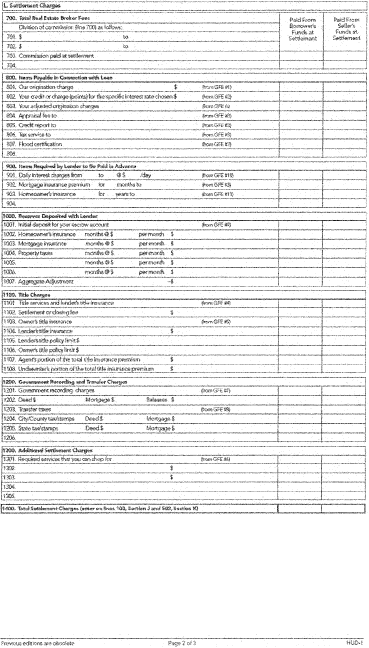 L. Settlement Charges
700. Total Real Estate Broker Fees
Division of commission (line 700) as follows:
Paid From Borrower's Funds at Settlement
Paid From Seller's Funds at Settlement
701. $ to
702. $ to
703. Commission paid at settlement
704.
800. Items Payable in Connection with Loan
801. Our origination charge $ (from GFE #1)
802. Your credit or charge (points) for the specific interest rate chosen $ (from GFE #2)
803. Your adjusted origination charges (from GFE A)
804. Appraisal fee to (from GFE #3)
805. Credit report to (from GFE #3)
806. Tax service to (from GFE #3)
807. Flood certification (from GFE #3)
808.
900. Items Required by Lender to Be Paid in Advance
901. Daily interest charges from to @ $ /day (from GFE #10)
902. Mortgage insurance premium for months to (from GFE #3)
903. Homeowner's insurance for years to (from GFE #11)
904.
1000. Reserves Deposited with Lender
1001. Initial deposit for your escrow account (from GFE #9)
1002. Homeowner's insurance months @ $ per month $
1003. Mortgage insurance months @ $ per month $
1004. Property taxes months @ $ per month $
1005. months @ $ per month $
1006. months @ $ per month $
1007. Aggregate Adjustment -$
1100. Title Charges
1101. Title services and lender's title insurance (from GFE #4)
1102. Settlement or closing fee $
1103. Owner's title insurance (from GFE #5)
1104. Lender's title insurance $
1105. Lender's title policy limit $
1106. Owner's title policy limit $
1107. Agent's portion of the total title insurance premium $
1108. Underwriter's portion of the total title insurance premium $
1200. Government Recording and Transfer Charges
1201. Government recording charges (from GFE #7)
1202. Deed $ Mortgage $ Releases $
1203. Transfer taxes (from GFE #8)
1204. City/County tax/stamps Deed $ Mortgage $
1205. State tax/stamps Deed $ Mortgage $
1206.
1300. Additional Settlement Charges
1301. Required services that you can shop for (from GFE #6)
1302. $
1303. $
1304.
1305.
1400. Total Settlement Charges (enter on lines 103, Section J and 502, Section K)
Previous editions are obsolete Page 2 of 3 HUD-1